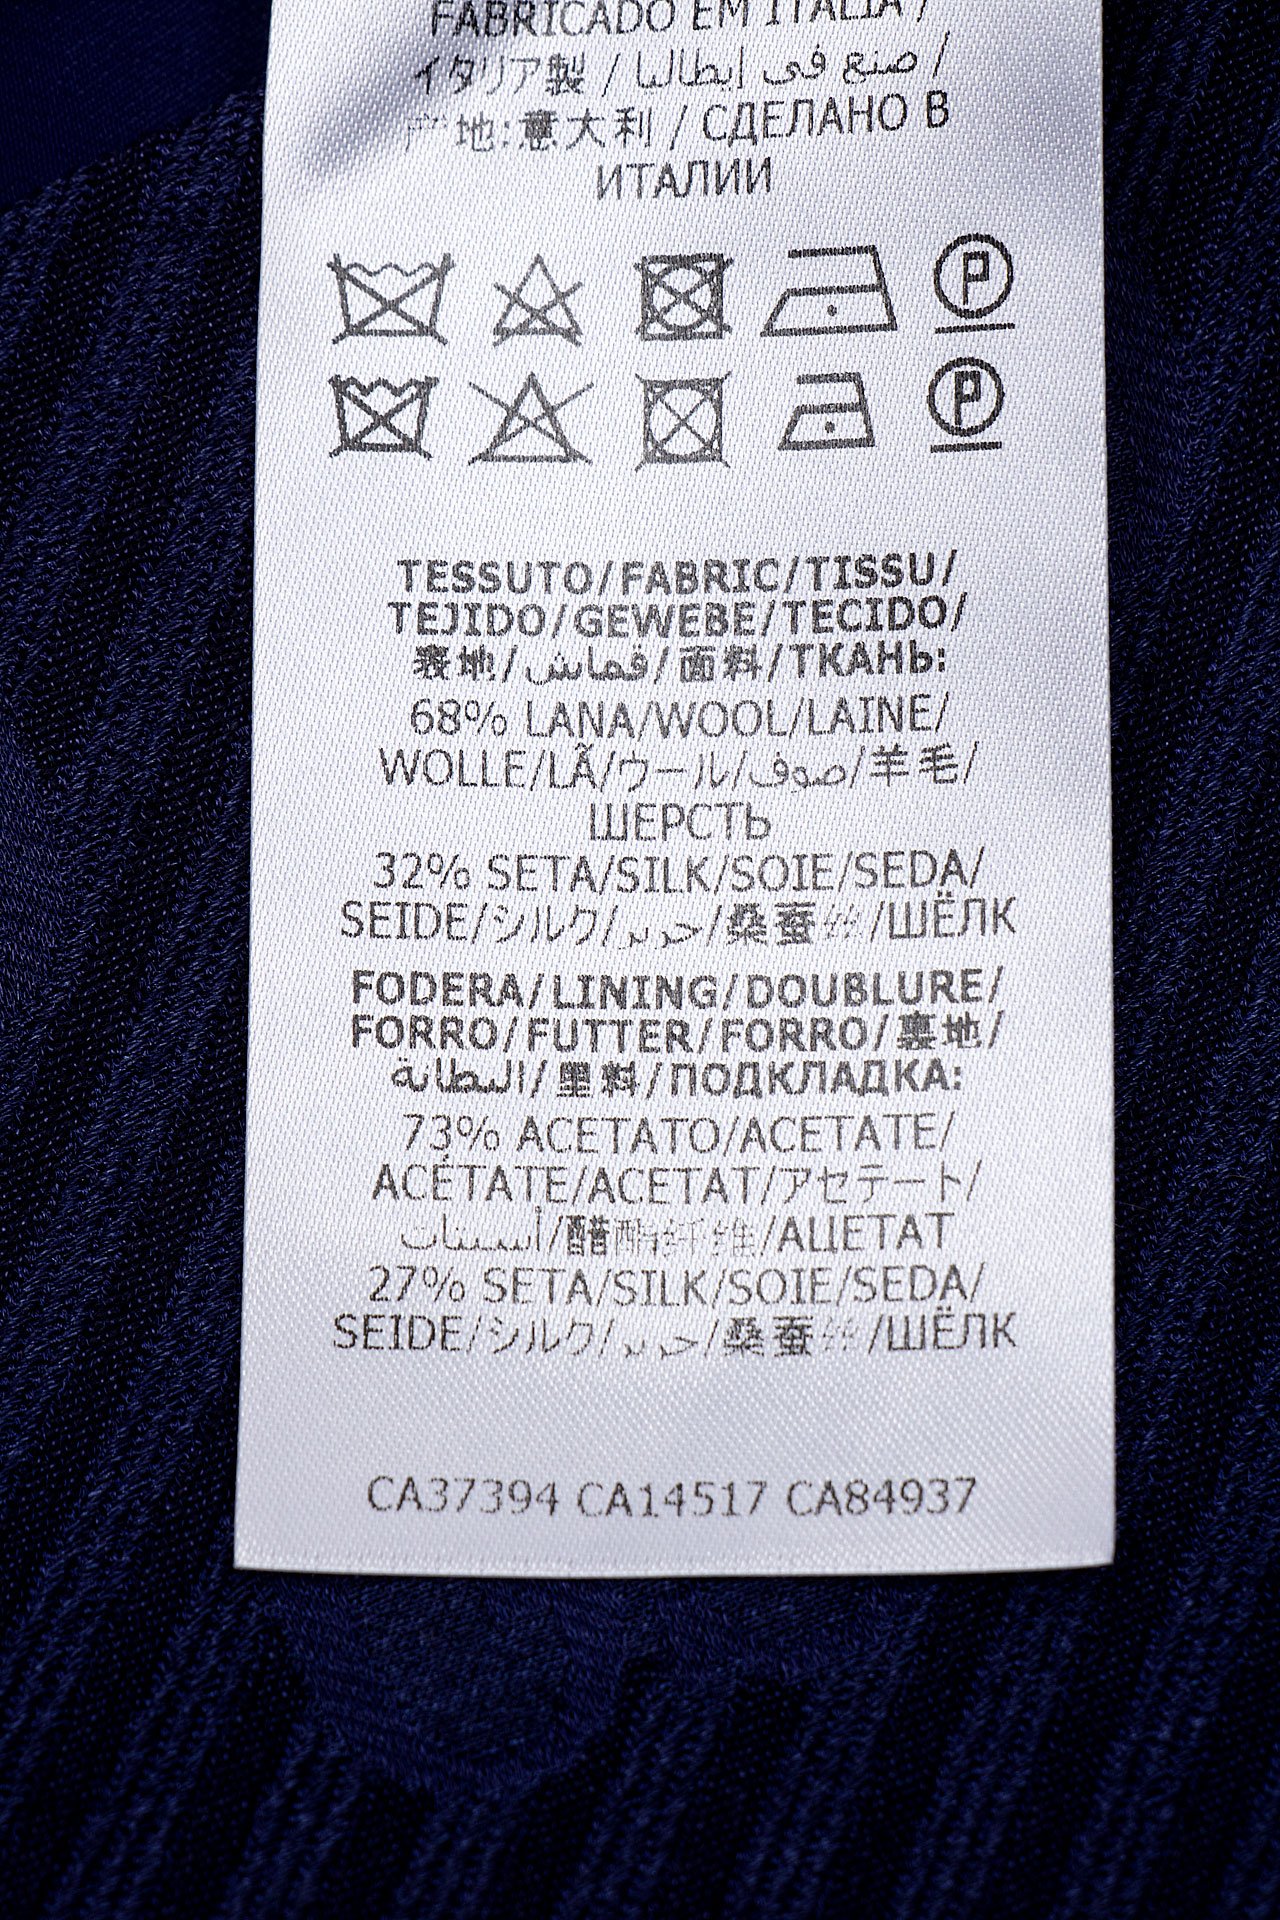 FABRICADO EM ITALIA /
イタリア製 / صنع في إيطاليا /
产地:意大利 / СДЕЛАНО В
ИТАЛИИ
P
P
TESSUTO/FABRIC/TISSU/
TEJIDO/GEWEBE/TECIDO/
表地/قماش/面料/ТКАНЬ:
68% LANA/WOOL/LAINE/
WOLLE/LÃ/ウール/صوف/羊毛/
ШЕРСТЬ
32% SETA/SILK/SOIE/SEDA/
SEIDE/シルク/حرير/桑蚕丝/ШЁЛК
FODERA/LINING/DOUBLURE/
FORRO/FUTTER/FORRO/裏地/
البطانة/里料/ПОДКЛАДКА:
73% ACETATO/ACETATE/
ACÉTATE/ACETAT/アセテート/
أسيتات/醋酯纤维/АЦЕТАТ
27% SETA/SILK/SOIE/SEDA/
SEIDE/シルク/حرير/桑蚕丝/ШЁЛК
CA37394 CA14517 CA84937